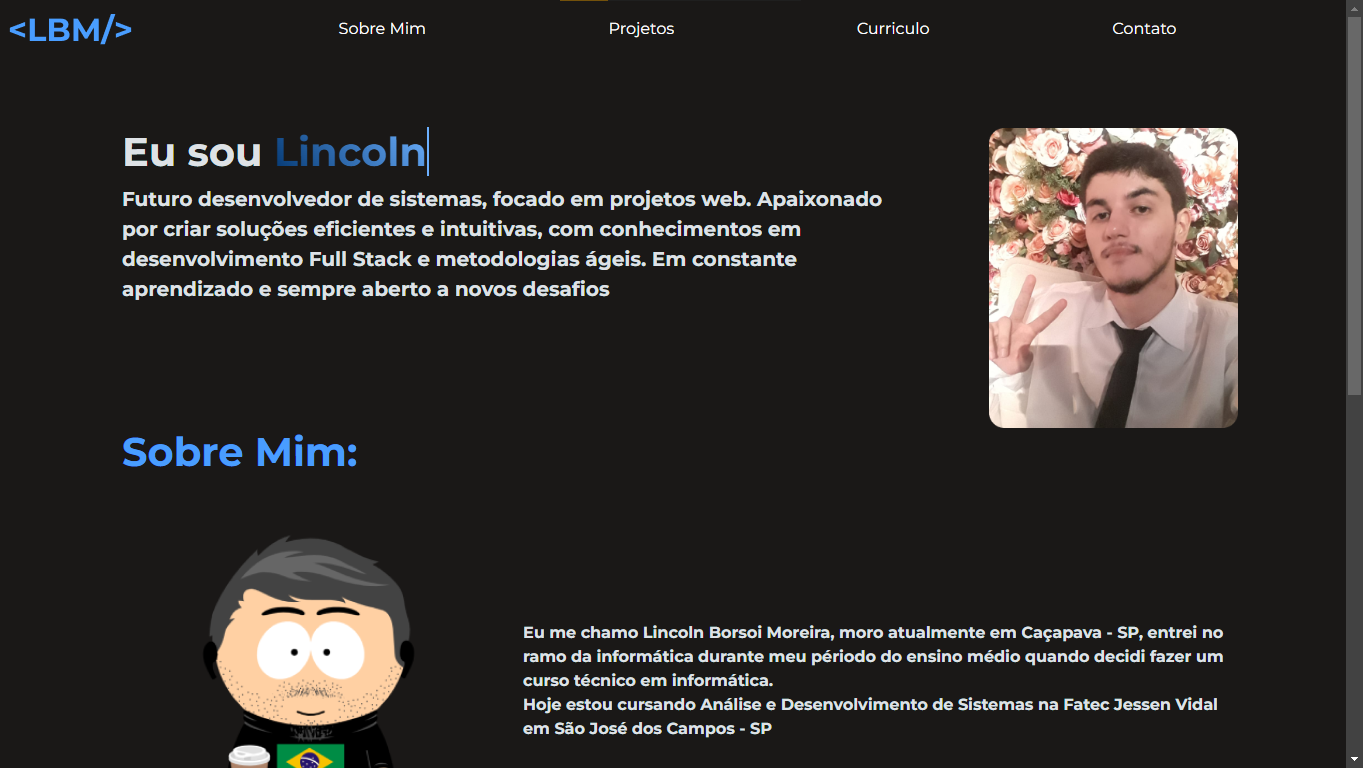 <LBM/>
Sobre Mim
Projetos
Curriculo
Contato
Eu sou Lincoln
Futuro desenvolvedor de sistemas, focado em projetos web. Apaixonado
por criar soluções eficientes e intuitivas, com conhecimentos em
desenvolvimento Full Stack e metodologias ágeis. Em constante
aprendizado e sempre aberto a novos desafios
Sobre Mim:
Eu me chamo Lincoln Borsoi Moreira, moro atualmente em Caçapava - SP, entrei no
ramo da informática durante meu período do ensino médio quando decidi fazer um
curso técnico em informática.
Hoje estou cursando Análise e Desenvolvimento de Sistemas na Fatec Jessen Vidal
em São José dos Campos - SP